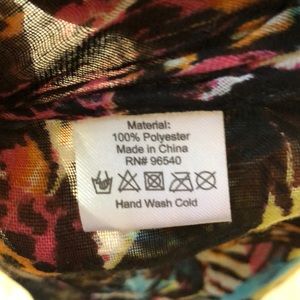 Material:
100% Polyester
Made in China
RN# 96540
Hand Wash Cold